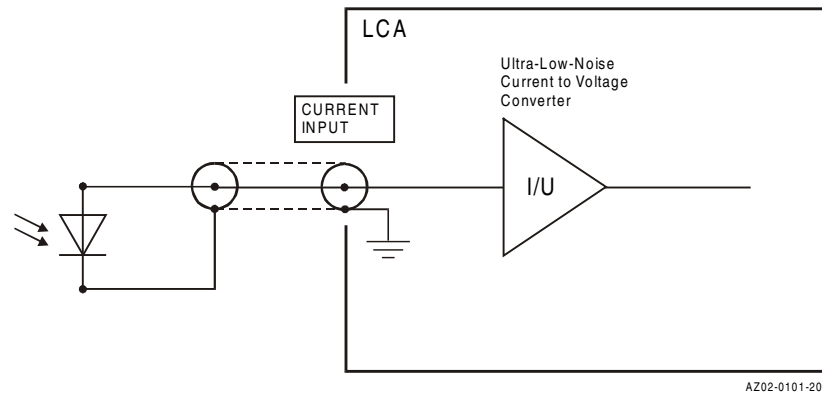 LCA
Ultra-Low-Noise
Current to Voltage
Converter
CURRENT
INPUT
I/U
AZ02-0101-20